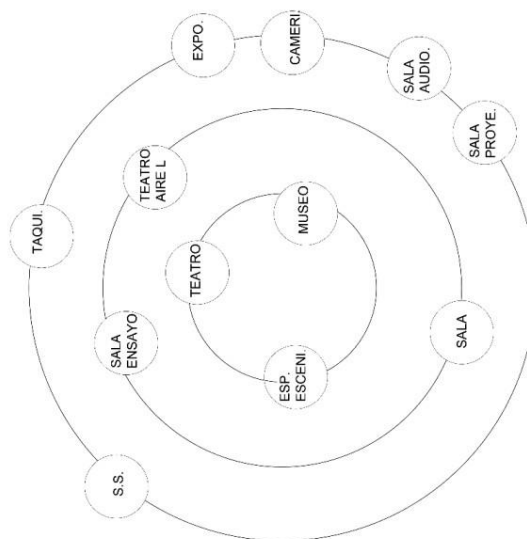 TAQUI.
S.S.
SALA
ENSAYO
TEATRO
AIRE L
TEATRO
EXPO.
ESP.
ESCENI.
MUSEO
CAMERI.
SALA
AUDIO.
SALA
SALA
PROYE.